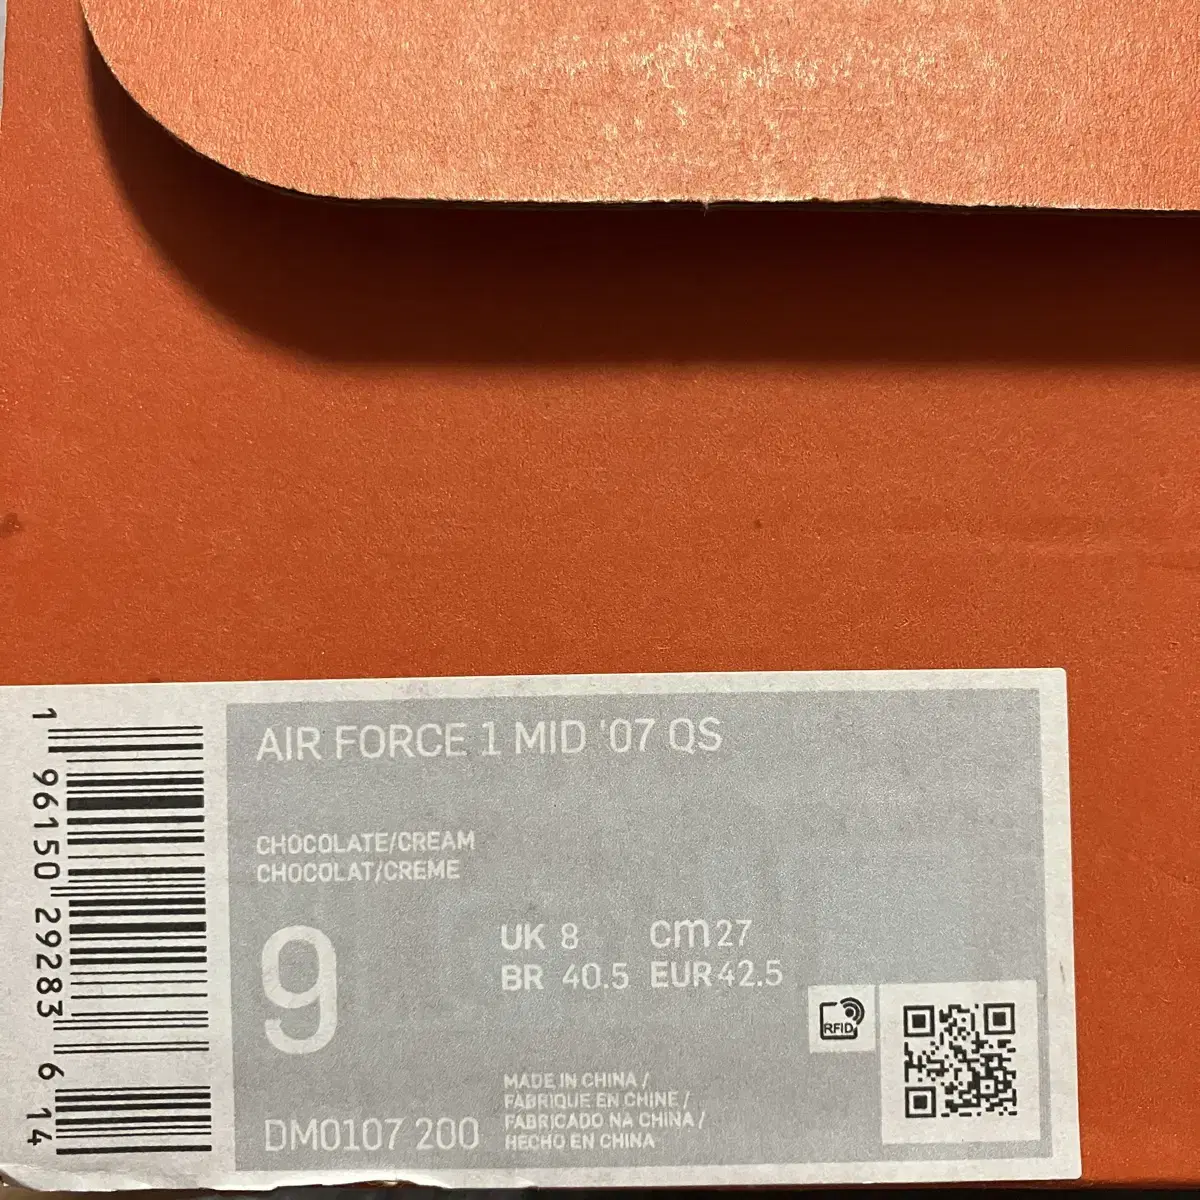 AIR FORCE 1 MID '07 QS
CHOCOLATE/CREAM
CHOCOLAT/CREME
9
UK 8 cm 27
BR 40.5 EUR 42.5
RFID
MADE IN CHINA /
FABRIQUE EN CHINE /
FABRICADO NA CHINA /
HECHO EN CHINA
DM0107 200
1 96150 29283 6 14